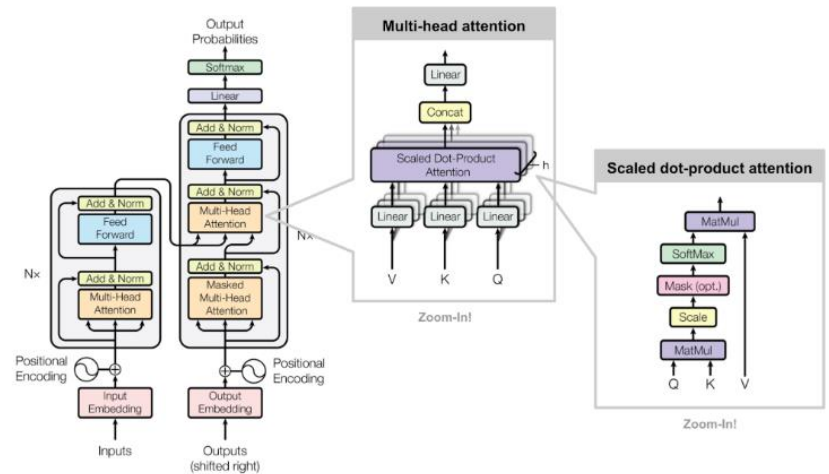 Output
Probabilities
Softmax
Linear
Add & Norm
Feed
Forward
Add & Norm
Multi-Head
Attention
Add & Norm
Masked
Multi-Head
Attention
Nx
Add & Norm
Feed
Forward
Add & Norm
Multi-Head
Attention
Nx
Positional
Encoding
Positional
Encoding
Input
Embedding
Output
Embedding
Inputs
Outputs
(shifted right)
Multi-head attention
Linear
Concat
Scaled Dot-Product
Attention
h
Linear
Linear
Linear
V
K
Q
Zoom-In!
Scaled dot-product attention
MatMul
SoftMax
Mask (opt.)
Scale
MatMul
Q
K
V
Zoom-In!